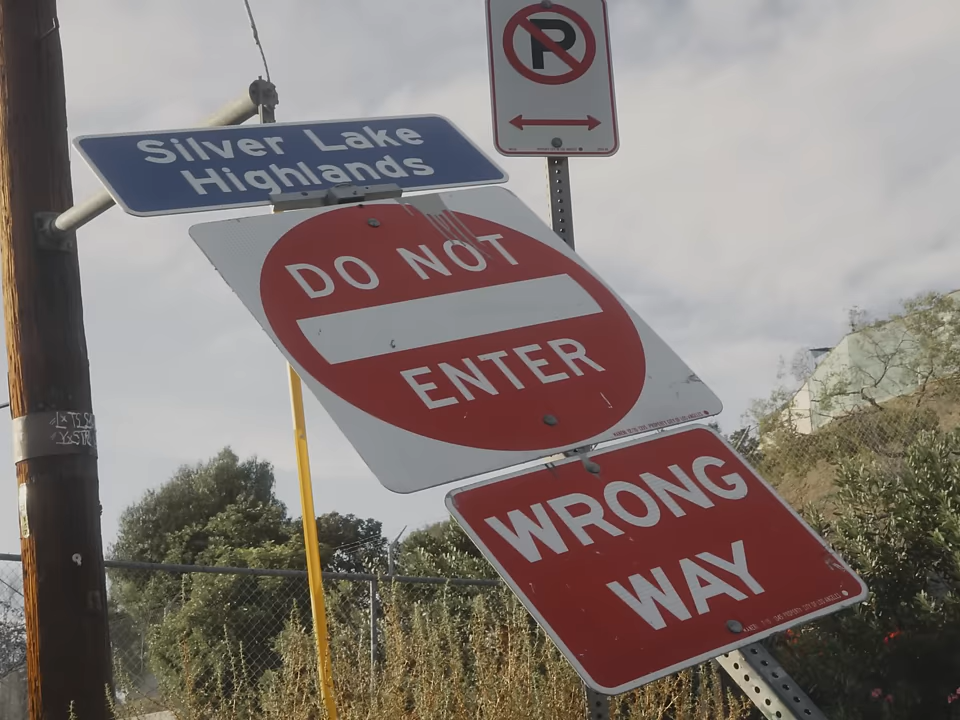 P
Silver Lake
Highlands
DO NOT
ENTER
WRONG
WAY